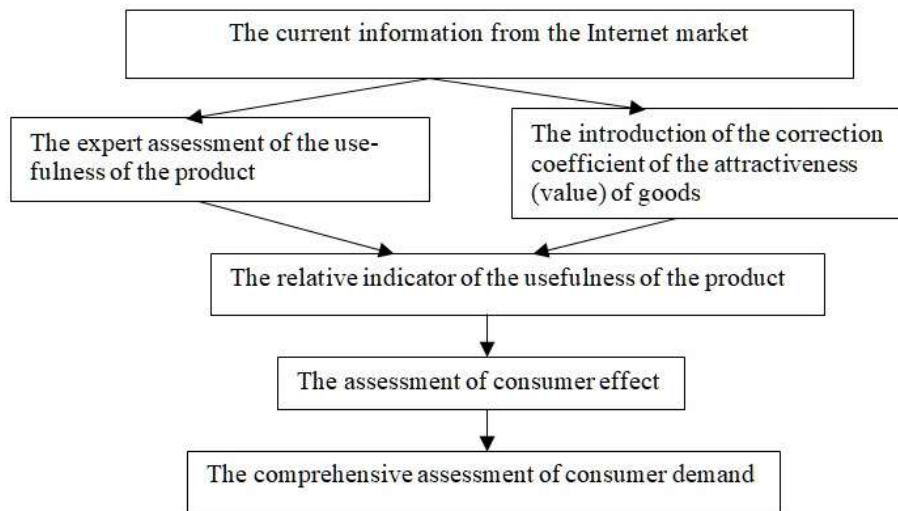 The current information from the Internet market
The expert assessment of the use-
fulness of the product
The introduction of the correction
coefficient of the attractiveness
(value) of goods
The relative indicator of the usefulness of the product
The assessment of consumer effect
The comprehensive assessment of consumer demand